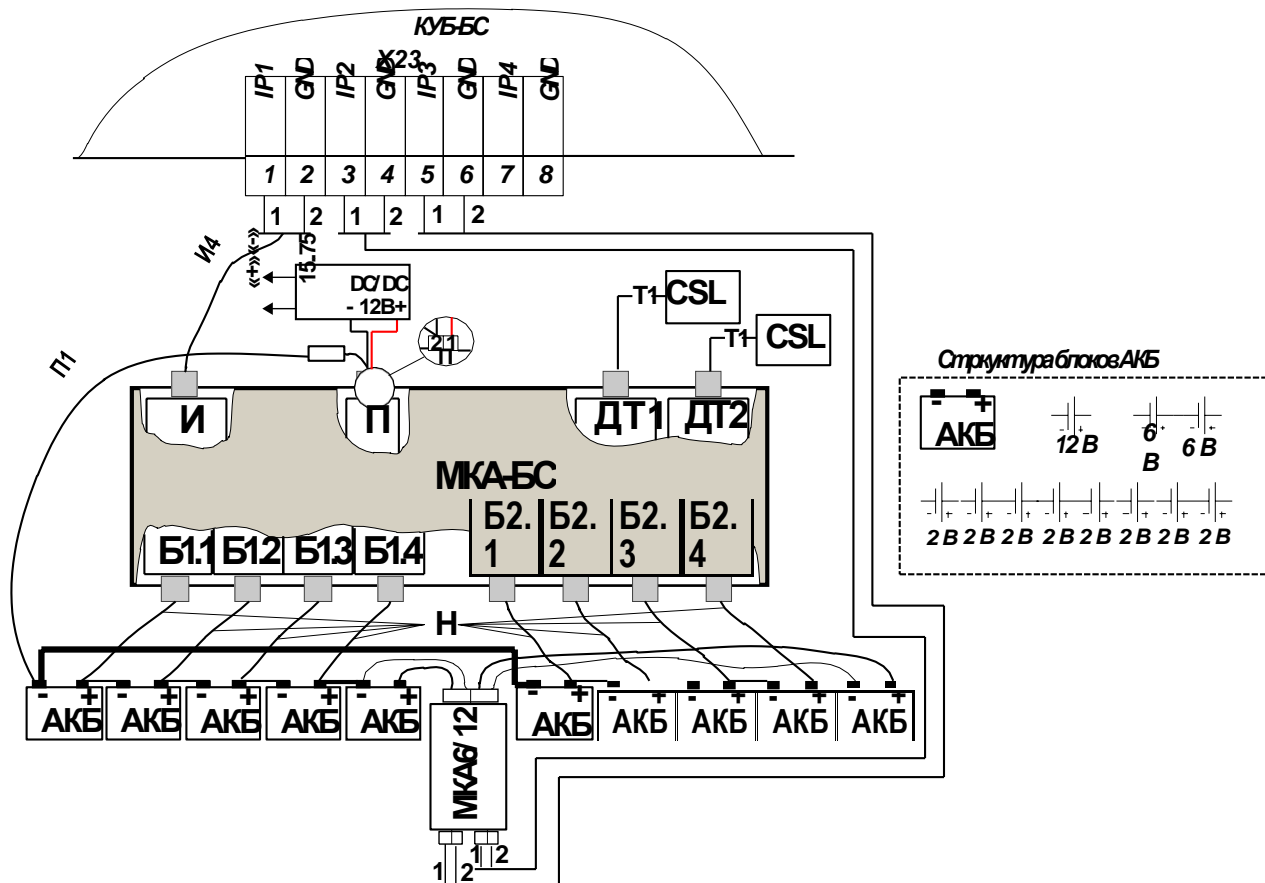 КУБ-БС
X23
IP1 GND IP2 GND IP3 GND IP4 GND
1 2 3 4 5 6 7 8
1 2 1 2 1 2
И4
«+» «-»
15..75
DC/DC
- 12В+
T1 CSL
T1 CSL
2 1
П
П1
И П ДТ1 ДТ2
МКА-БС
Б1.1 Б1.2 Б1.3 Б1.4
Б2.1 Б2.2 Б2.3 Б2.4
Н
- + - + - + - + - + - + - + - + - + - +
АКБ АКБ АКБ АКБ АКБ АКБ АКБ АКБ АКБ АКБ
МКА6/12
1 2 1 2
Стркуктура блоков АКБ
- +
АКБ
12 В
6 В
6 В
2 В 2 В 2 В 2 В 2 В 2 В 2 В 2 В